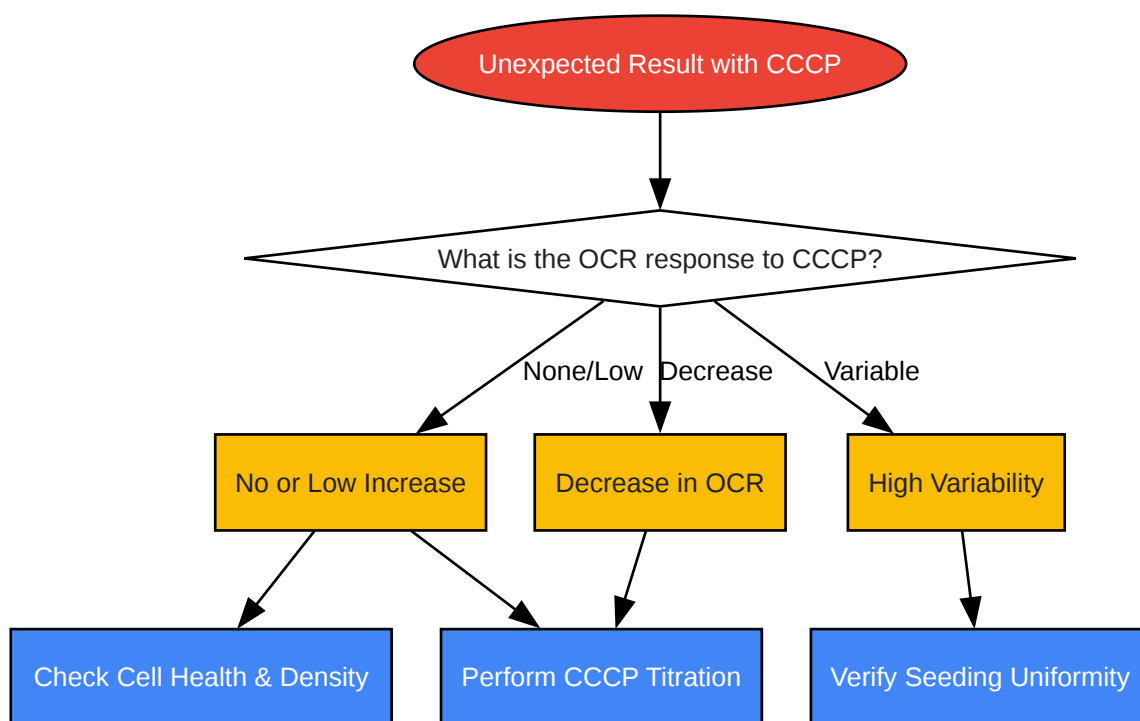 Unexpected Result with CCCP
What is the OCR response to CCCP?
None/Low
Decrease
Variable
No or Low Increase
Decrease in OCR
High Variability
Check Cell Health & Density
Perform CCCP Titration
Verify Seeding Uniformity